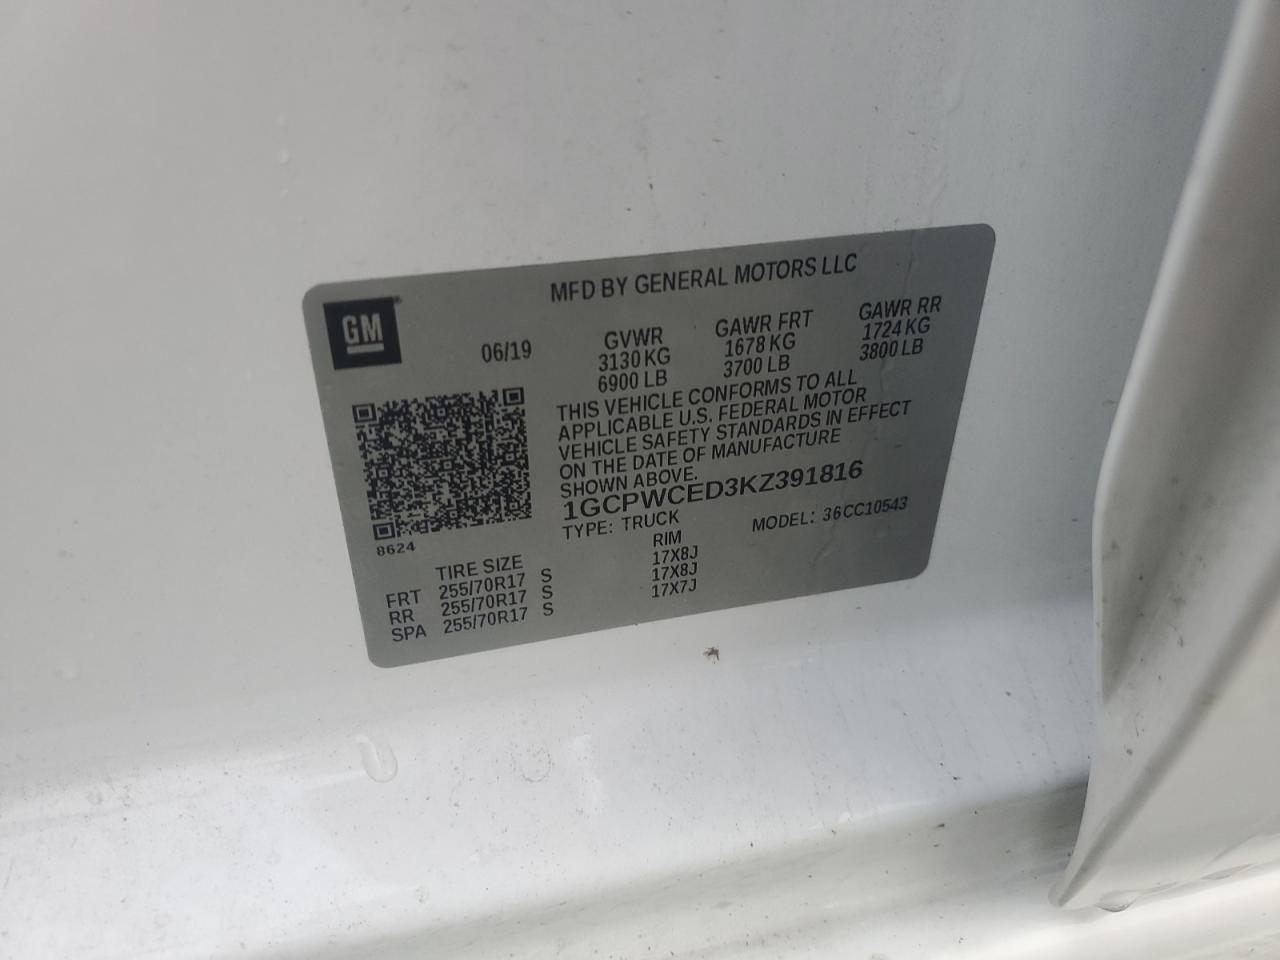 MFD BY GENERAL MOTORS LLC
GM
06/19
GVWR
3130 KG
6900 LB
GAWR FRT
1678 KG
3700 LB
GAWR RR
1724 KG
3800 LB
THIS VEHICLE CONFORMS TO ALL
APPLICABLE U.S. FEDERAL MOTOR
VEHICLE SAFETY STANDARDS IN EFFECT
ON THE DATE OF MANUFACTURE
SHOWN ABOVE.
1GCPWCED3KZ391816
TYPE: TRUCK
MODEL: 36CC10543
8624
TIRE SIZE RIM
FRT 255/70R17 S 17X8J
RR 255/70R17 S 17X8J
SPA 255/70R17 S 17X7J